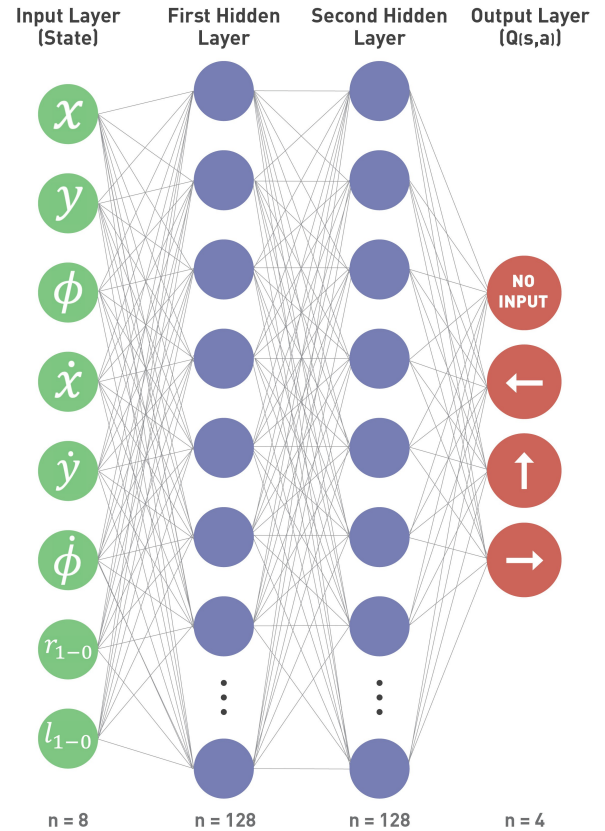 Input Layer
(State)
First Hidden
Layer
Second Hidden
Layer
Output Layer
(Q(s,a)
x
y
ϕ
ẋ
ẏ
ϕ̇
r₁₋₀
l₁₋₀
NO
INPUT
←
↑
→
n = 8
n = 128
n = 128
n = 4